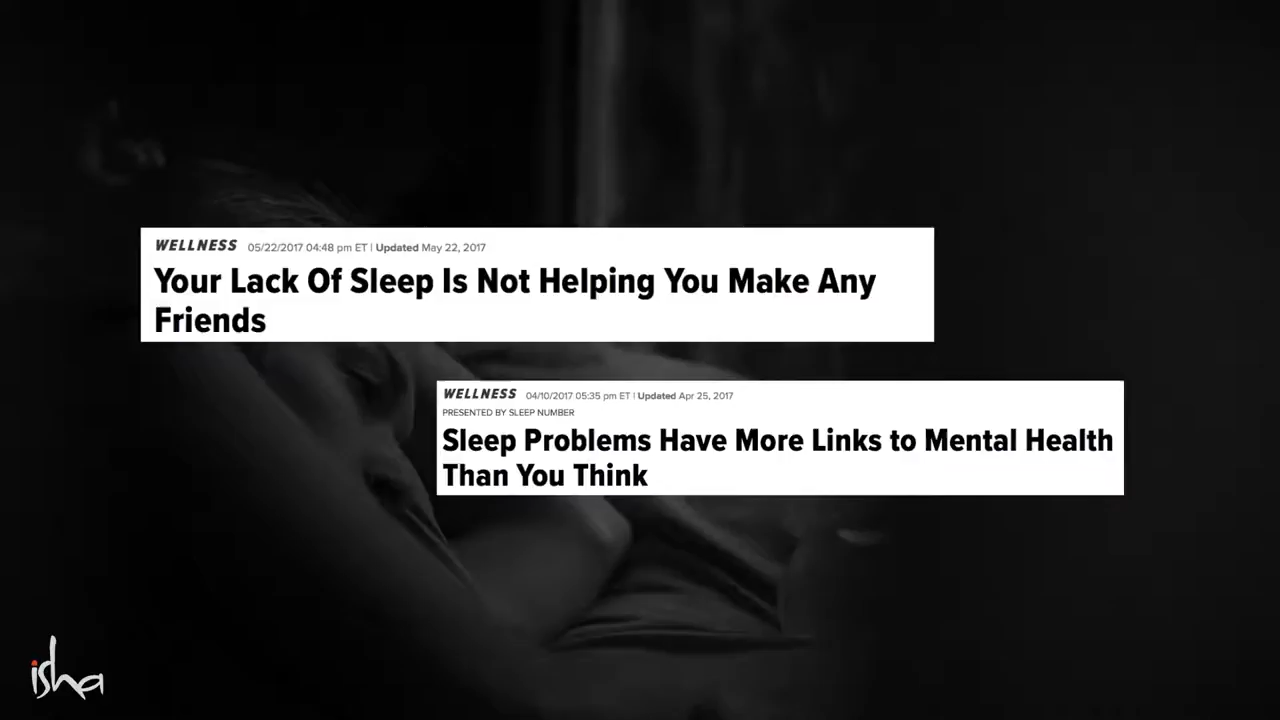 WELLNESS 05/22/2017 04:48 pm ET | Updated May 22, 2017
Your Lack Of Sleep Is Not Helping You Make Any
Friends
WELLNESS 04/10/2017 05:35 pm ET | Updated Apr 25, 2017
PRESENTED BY SLEEP NUMBER
Sleep Problems Have More Links to Mental Health
Than You Think
isha